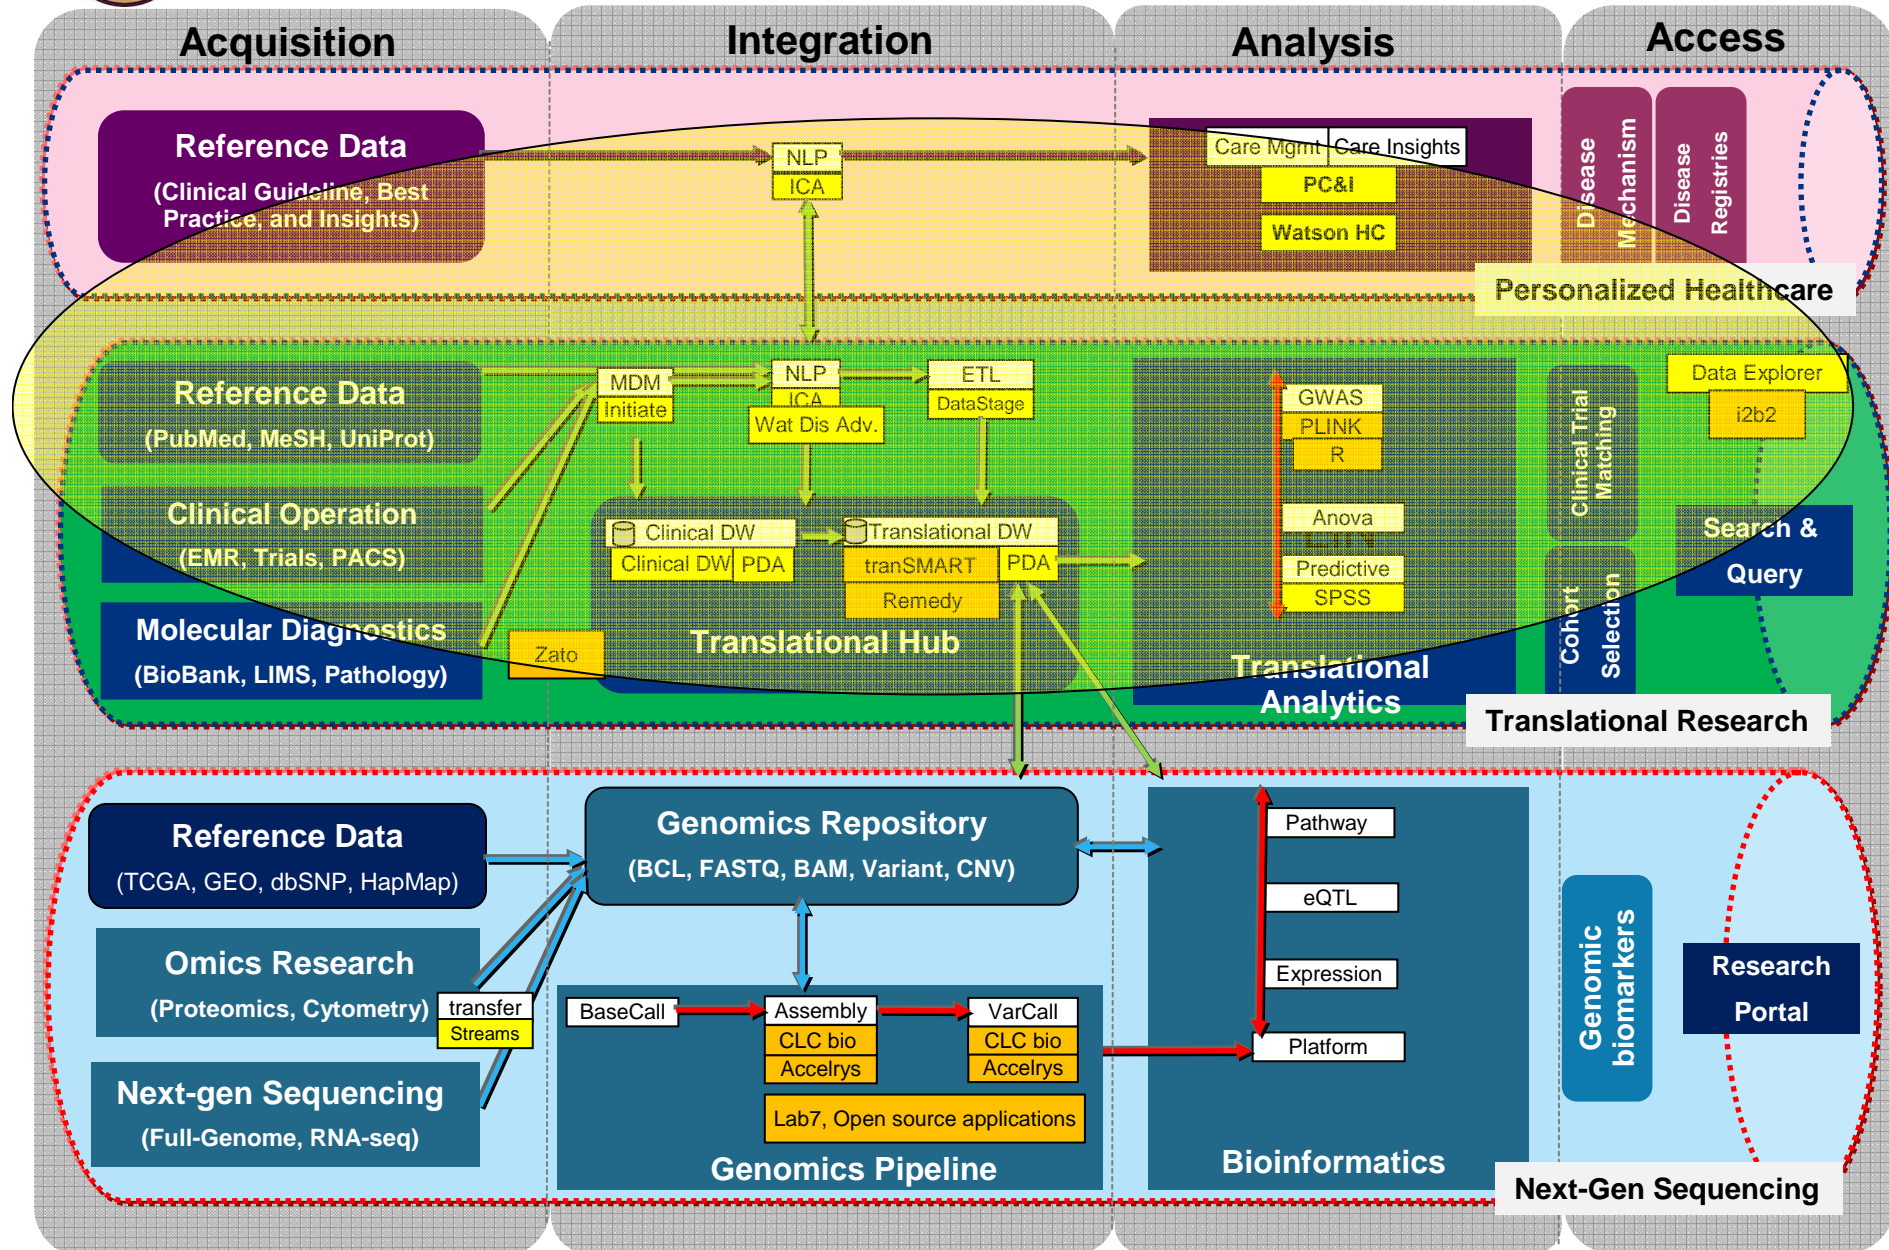 Acquisition
Integration
Analysis
Access
Reference Data
(Clinical Guideline, Best
Practice, and Insights)
NLP
ICA
Care Mgmt
Care Insights
PC&I
Watson HC
Disease
Mechanism
Disease
Registries
Personalized Healthcare
Reference Data
(PubMed, MeSH, UniProt)
MDM
Initiate
NLP
ICA
Wat Dis Adv.
ETL
DataStage
GWAS
PLINK
R
Anova
Predictive
SPSS
Clinical Trial
Matching
Data Explorer
i2b2
Clinical Operation
(EMR, Trials, PACS)
Clinical DW
Clinical DW
PDA
Translational DW
tranSMART
PDA
Remedy
Translational Hub
Search &
Query
Cohort
Selection
Molecular Diagnostics
(BioBank, LIMS, Pathology)
Zato
Translational
Analytics
Translational Research
Reference Data
(TCGA, GEO, dbSNP, HapMap)
Genomics Repository
(BCL, FASTQ, BAM, Variant, CNV)
Pathway
eQTL
Expression
Platform
Genomic
biomarkers
Research
Portal
Omics Research
(Proteomics, Cytometry)
transfer
Streams
BaseCall
Assembly
CLC bio
Accelrys
VarCall
CLC bio
Accelrys
Lab7, Open source applications
Next-gen Sequencing
(Full-Genome, RNA-seq)
Genomics Pipeline
Bioinformatics
Next-Gen Sequencing